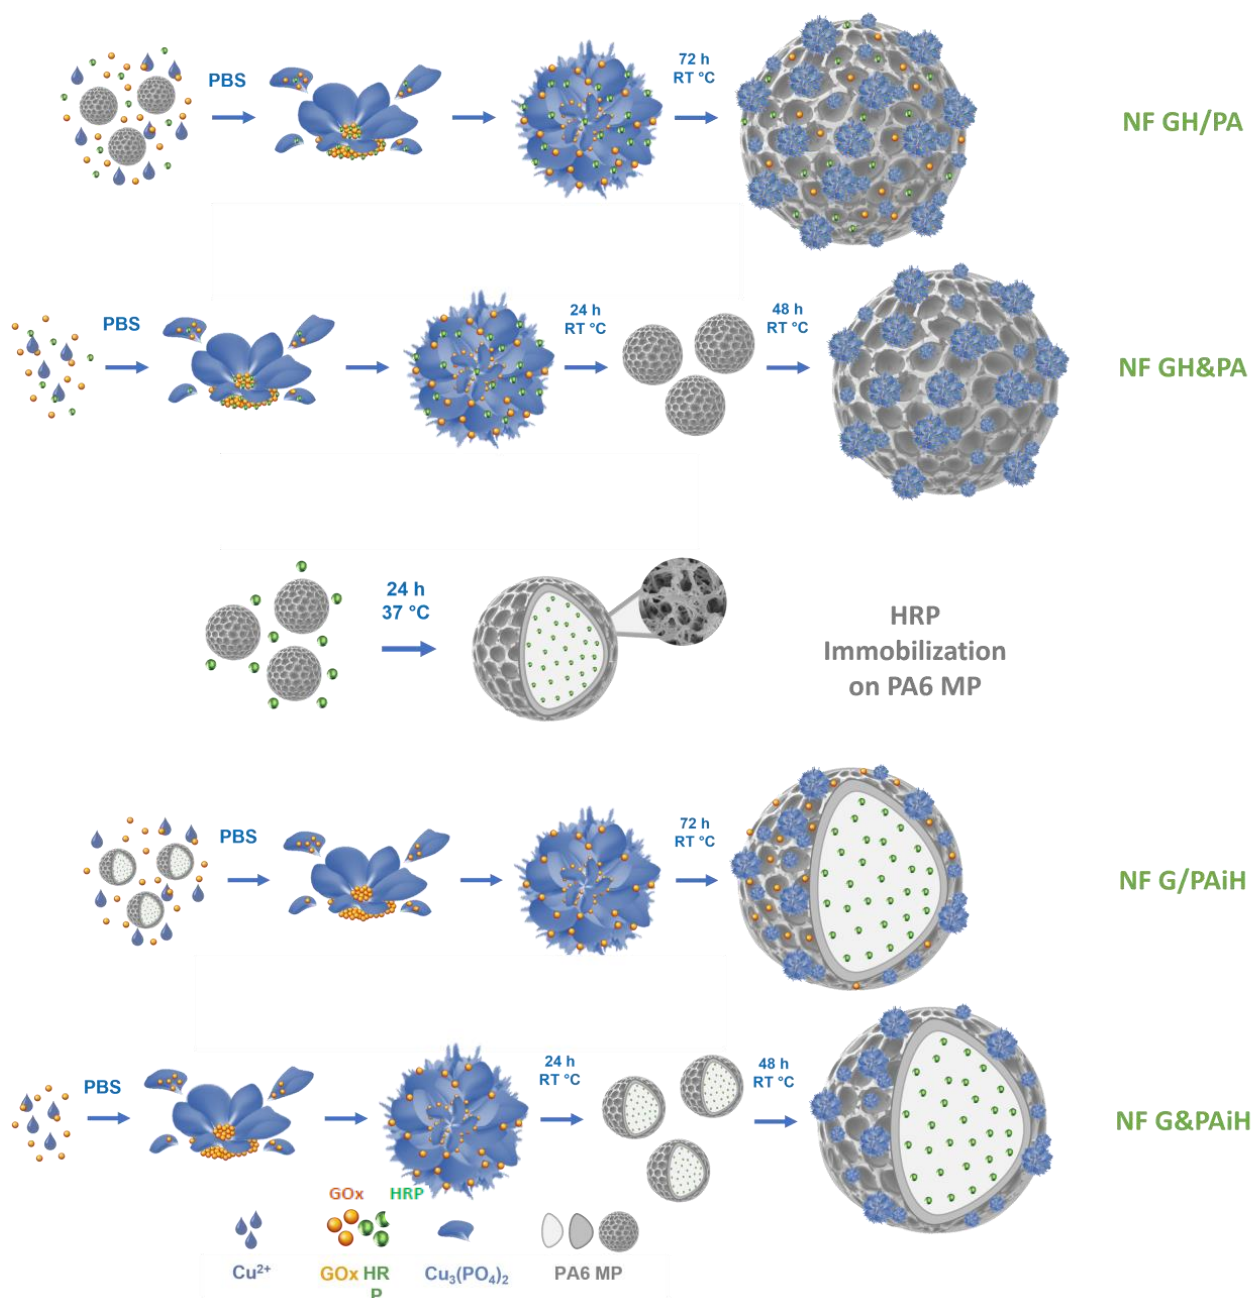 PBS
72 h
RT °C
NF GH/PA
PBS
24 h
RT °C
48 h
RT °C
NF GH&PA
24 h
37 °C
HRP
Immobilization
on PA6 MP
PBS
72 h
RT °C
NF G/PAiH
PBS
24 h
RT °C
48 h
RT °C
NF G&PAiH
GOx HRP
Cu²⁺
GOx HR
P
Cu₃(PO₄)₂
PA6 MP